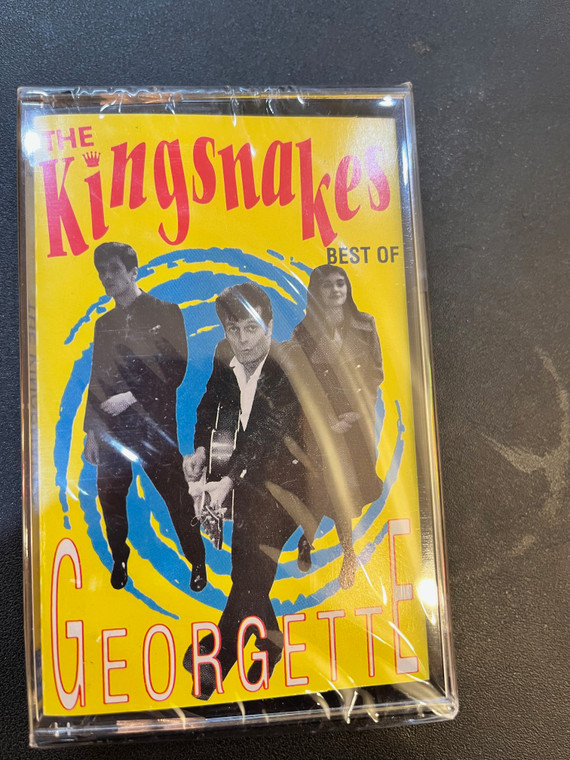 THE
Kingsnakes
BEST OF
GEORGETTE